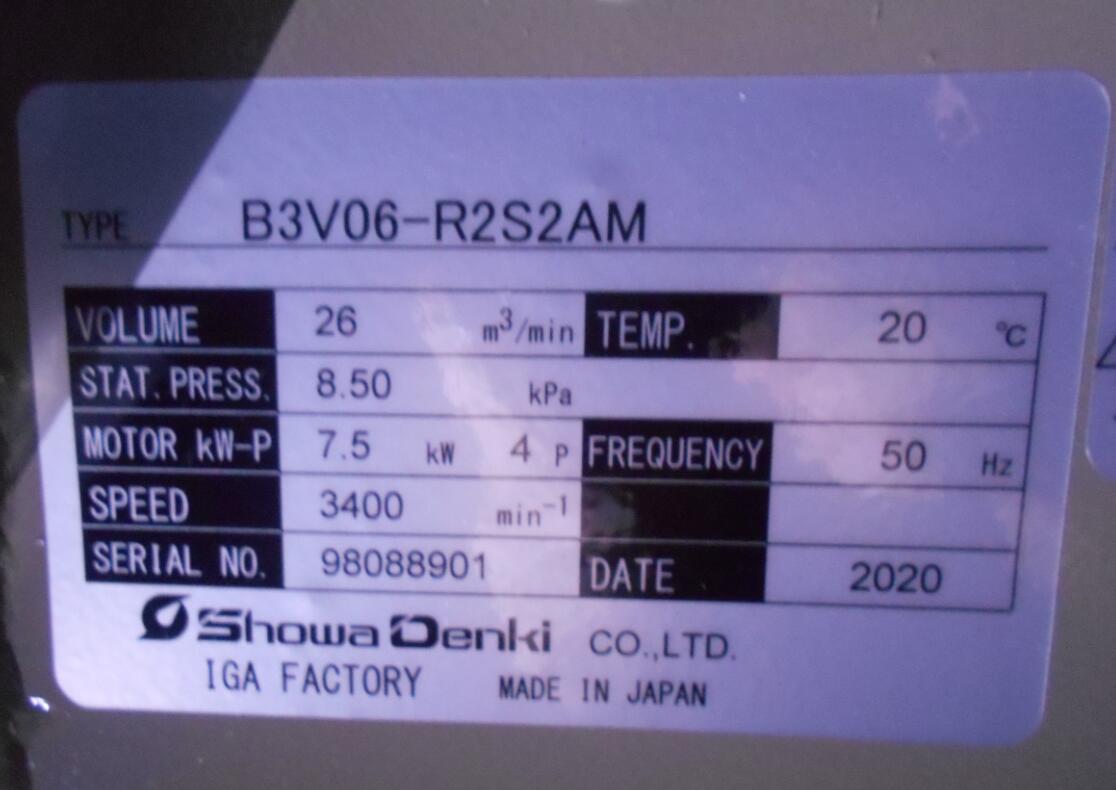 TYPE B3V06-R2S2AM
VOLUME 26 m³/min TEMP. 20 ℃
STAT.PRESS. 8.50 kPa
MOTOR kW-P 7.5 kW 4 P FREQUENCY 50 Hz
SPEED 3400 min⁻¹
SERIAL NO. 98088901 DATE 2020
Showa Denki CO.,LTD.
IGA FACTORY MADE IN JAPAN